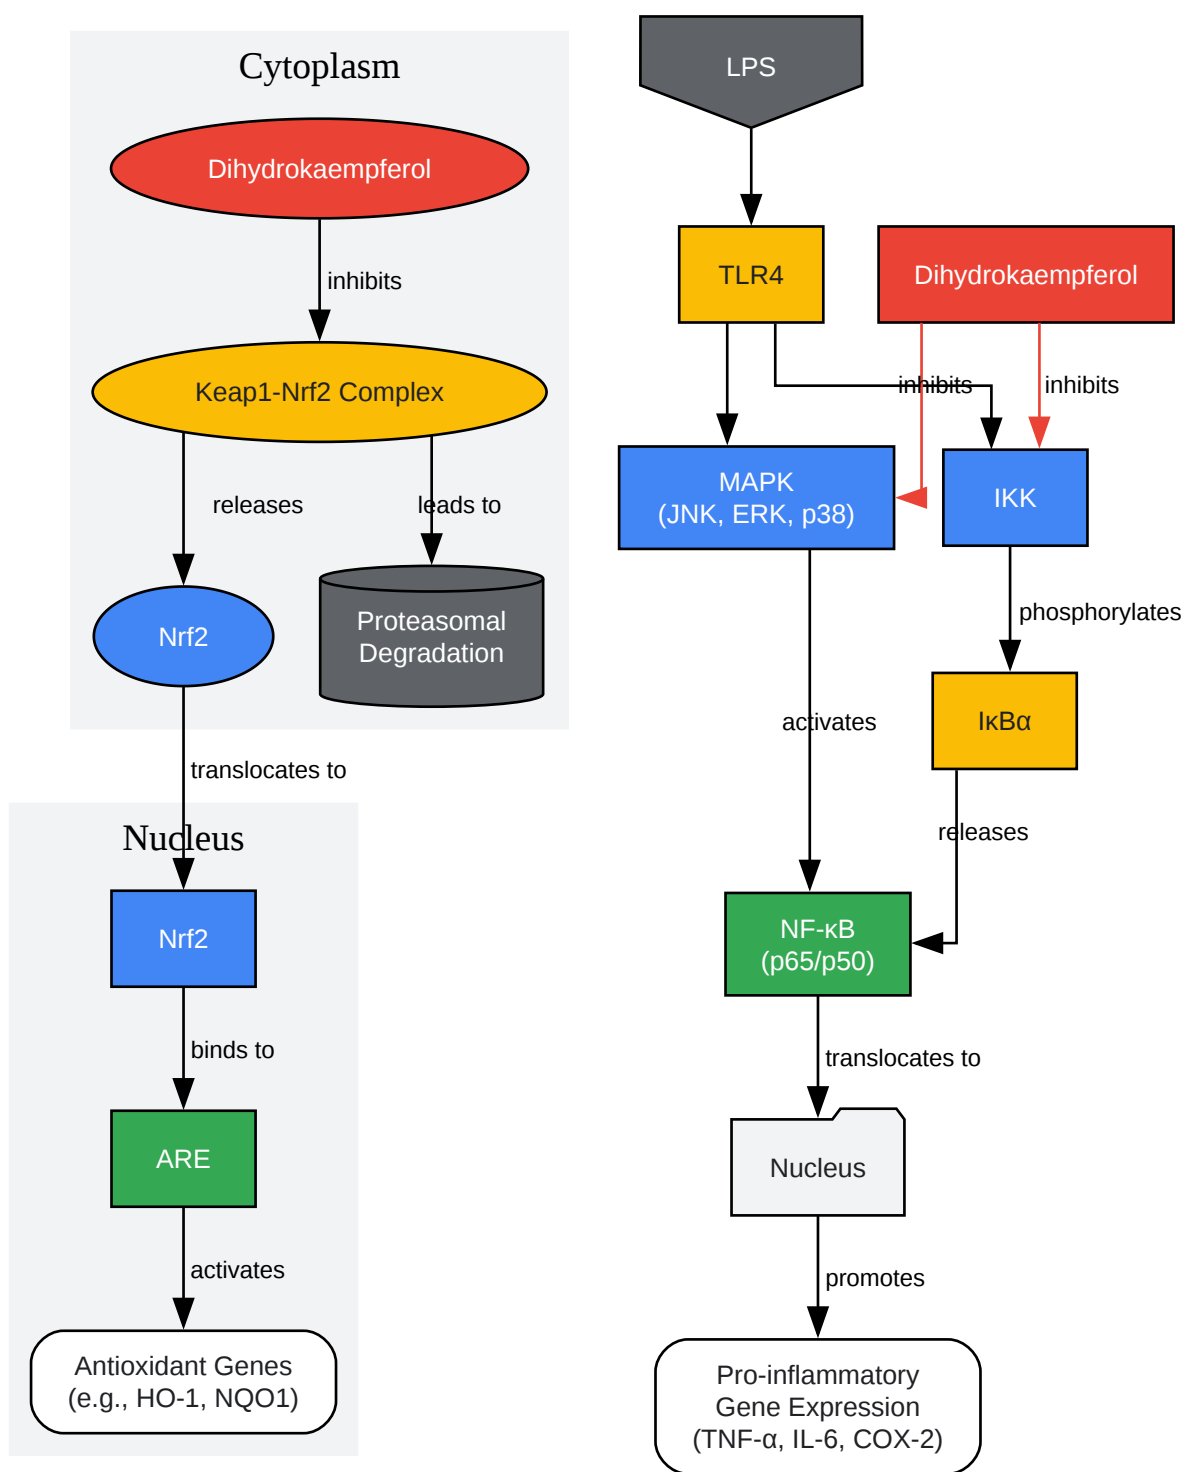 Cytoplasm
Dihydrokaempferol
inhibits
Keap1-Nrf2 Complex
releases
leads to
Nrf2
Proteasomal
Degradation
translocates to
Nucleus
Nrf2
binds to
ARE
activates
Antioxidant Genes
(e.g., HO-1, NQO1)
LPS
TLR4
Dihydrokaempferol
inhibits
inhibits
MAPK
(JNK, ERK, p38)
IKK
phosphorylates
IκBα
activates
releases
NF-κB
(p65/p50)
translocates to
Nucleus
promotes
Pro-inflammatory
Gene Expression
(TNF-α, IL-6, COX-2)